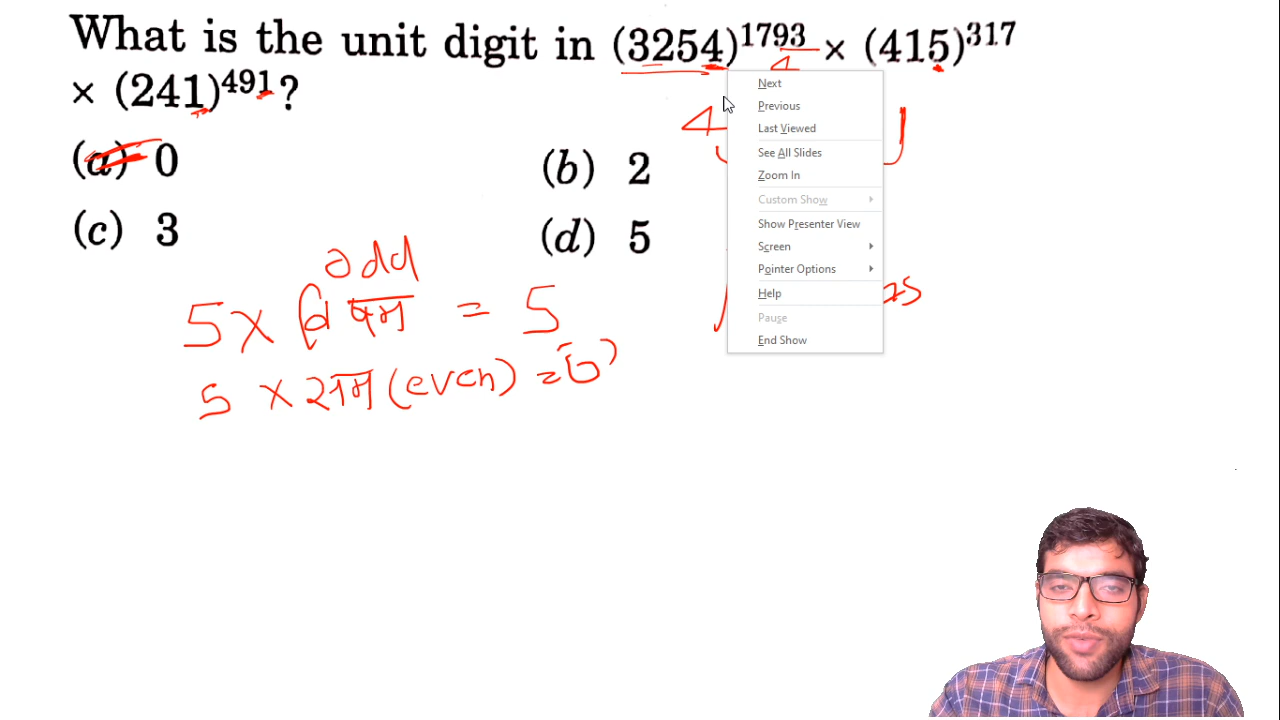 What is the unit digit in (3254)¹⁷⁹³ × (415)³¹⁷
4
× (241)⁴⁹¹?
4
(a) 0
(b) 2
(c) 3
(d) 5
Next
Previous
Last Viewed
See All Slides
Zoom In
Custom Show
Show Presenter View
Screen
Pointer Options
Help
Pause
End Show
odd
5 × विषम = 5
5 × सम (even) = "0"